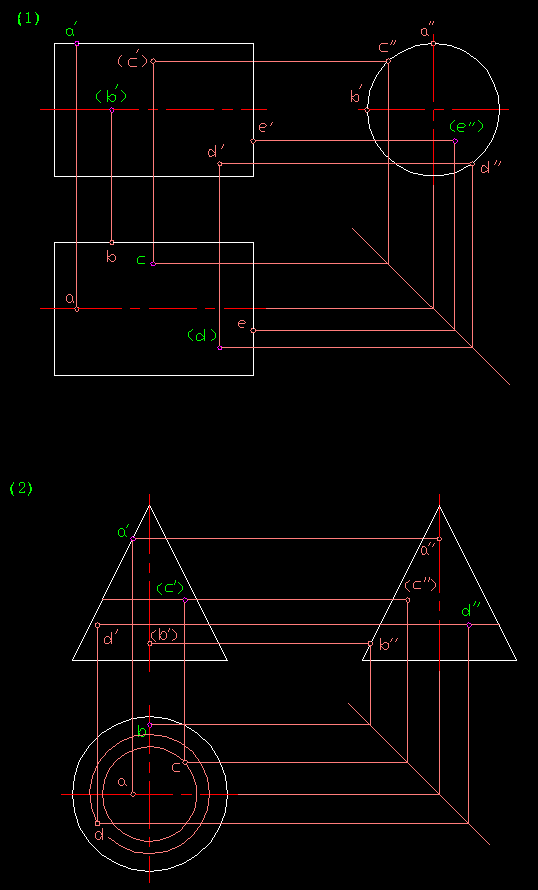 (1)
a′
a″
(c′)
c″
(b′)
b′
e′
(e″)
d′
d″
b
c
a
(d)
e
(2)
a′
a″
(c′)
(c″)
d′
(b′)
d″
b″
b
c
a
d